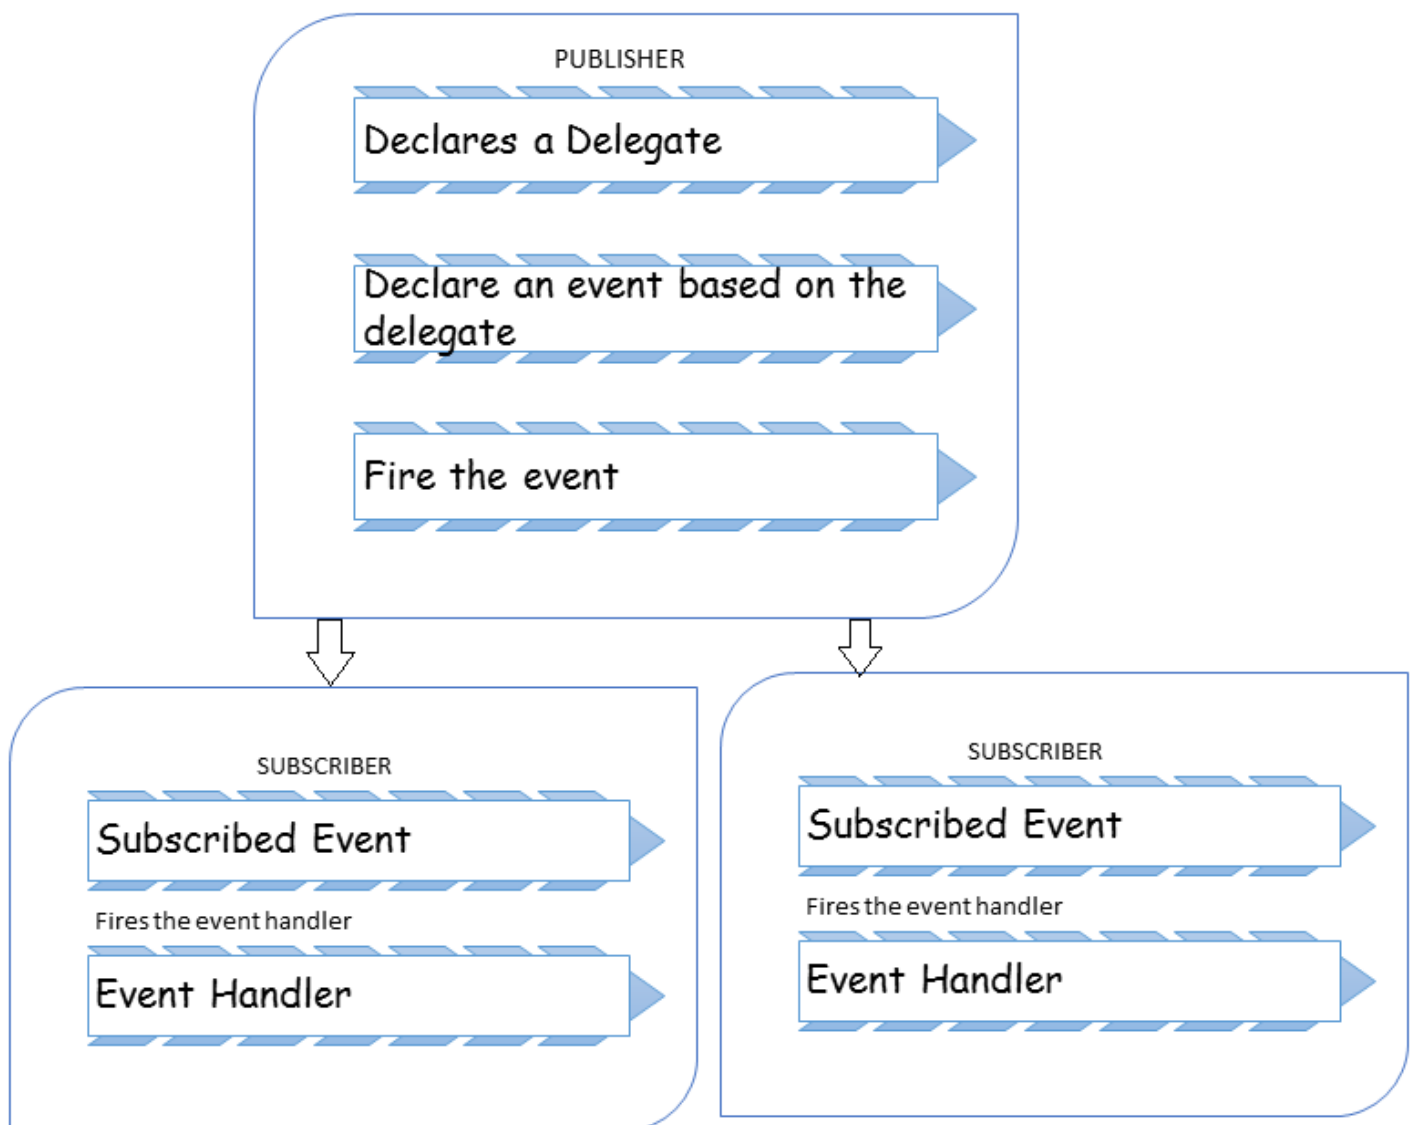 PUBLISHER
Declares a Delegate
Declare an event based on the
delegate
Fire the event
SUBSCRIBER
Subscribed Event
Fires the event handler
Event Handler
SUBSCRIBER
Subscribed Event
Fires the event handler
Event Handler